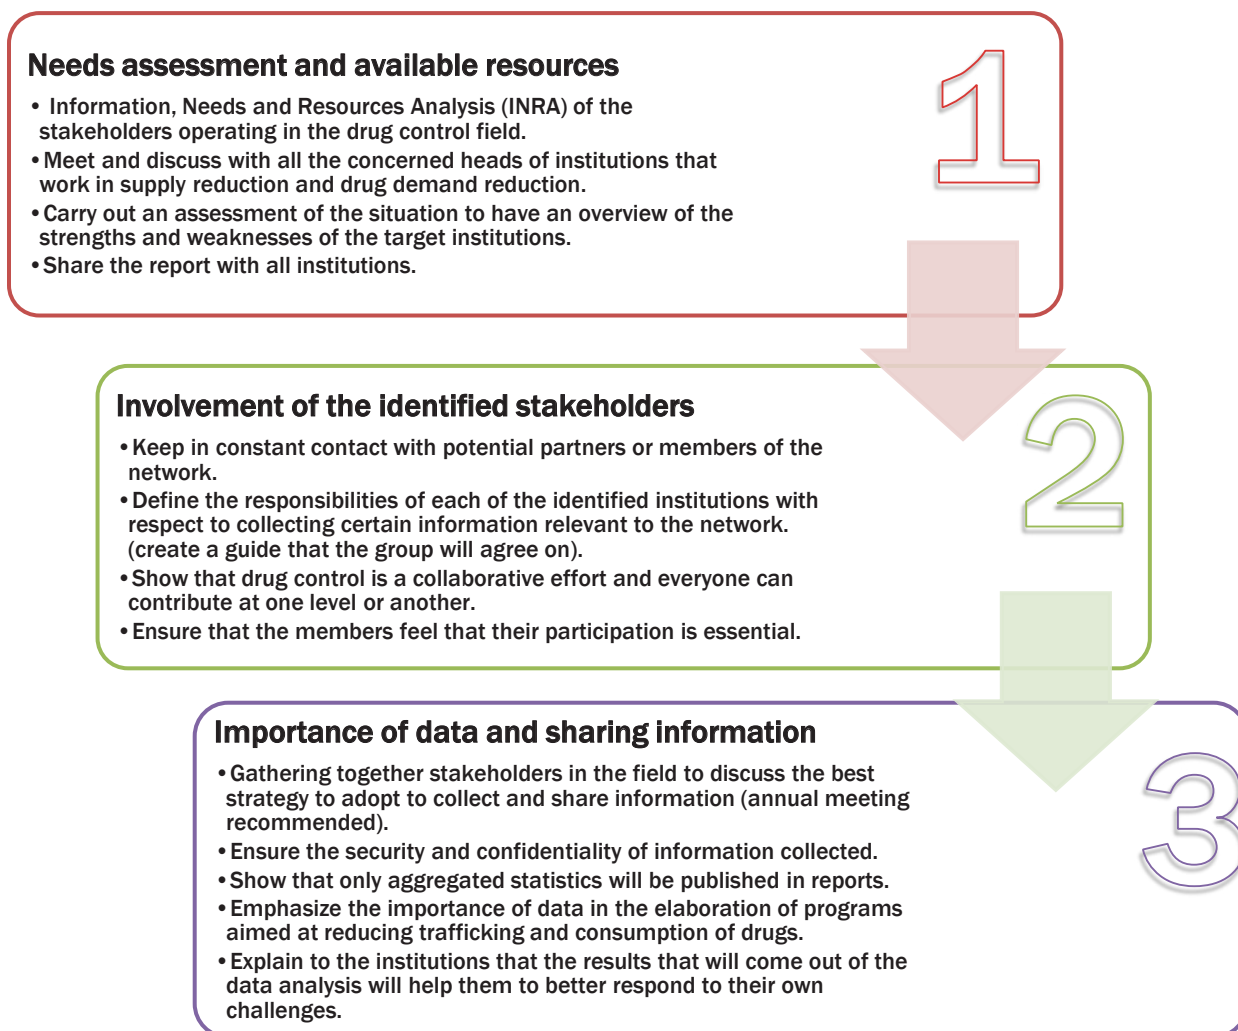 Needs assessment and available resources
1
• Information, Needs and Resources Analysis (INRA) of the
stakeholders operating in the drug control field.
•Meet and discuss with all the concerned heads of institutions that
work in supply reduction and drug demand reduction.
•Carry out an assessment of the situation to have an overview of the
strengths and weaknesses of the target institutions.
•Share the report with all institutions.
Involvement of the identified stakeholders
2
•Keep in constant contact with potential partners or members of the
network.
•Define the responsibilities of each of the identified institutions with
respect to collecting certain information relevant to the network.
(create a guide that the group will agree on).
•Show that drug control is a collaborative effort and everyone can
contribute at one level or another.
•Ensure that the members feel that their participation is essential.
Importance of data and sharing information
3
•Gathering together stakeholders in the field to discuss the best
strategy to adopt to collect and share information (annual meeting
recommended).
•Ensure the security and confidentiality of information collected.
•Show that only aggregated statistics will be published in reports.
•Emphasize the importance of data in the elaboration of programs
aimed at reducing trafficking and consumption of drugs.
•Explain to the institutions that the results that will come out of the
data analysis will help them to better respond to their own
challenges.